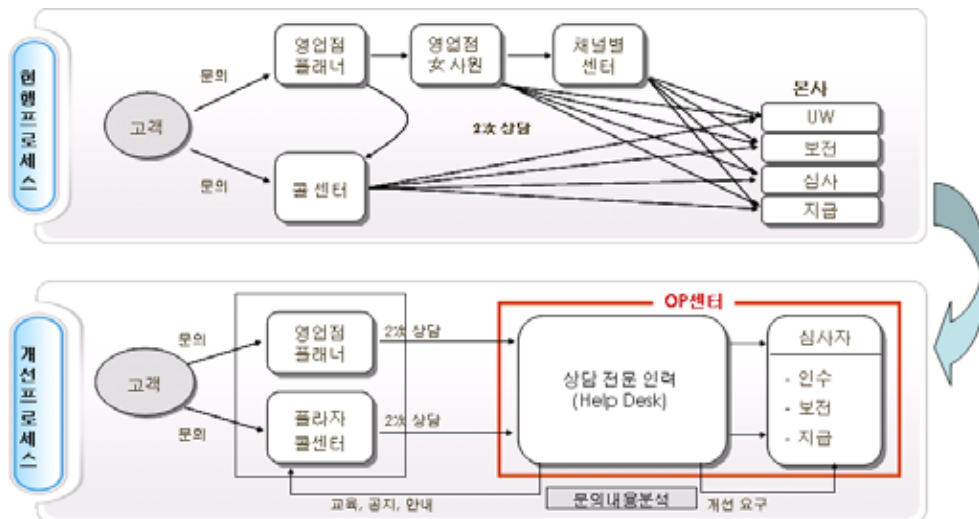 현행프로세스
고객
문의
문의
영업점
플래너
영업점
女 사원
채널별
센터
콜 센터
2次 상담
본사
UW
보전
심사
지급
개선프로세스
고객
문의
문의
영업점
플래너
플라자
콜센터
2次 상담
2次 상담
OP센터
상담 전문 인력
(Help Desk)
심사자
- 인수
- 보전
- 지급
교육, 공지, 안내
문의내용분석
개선 요구